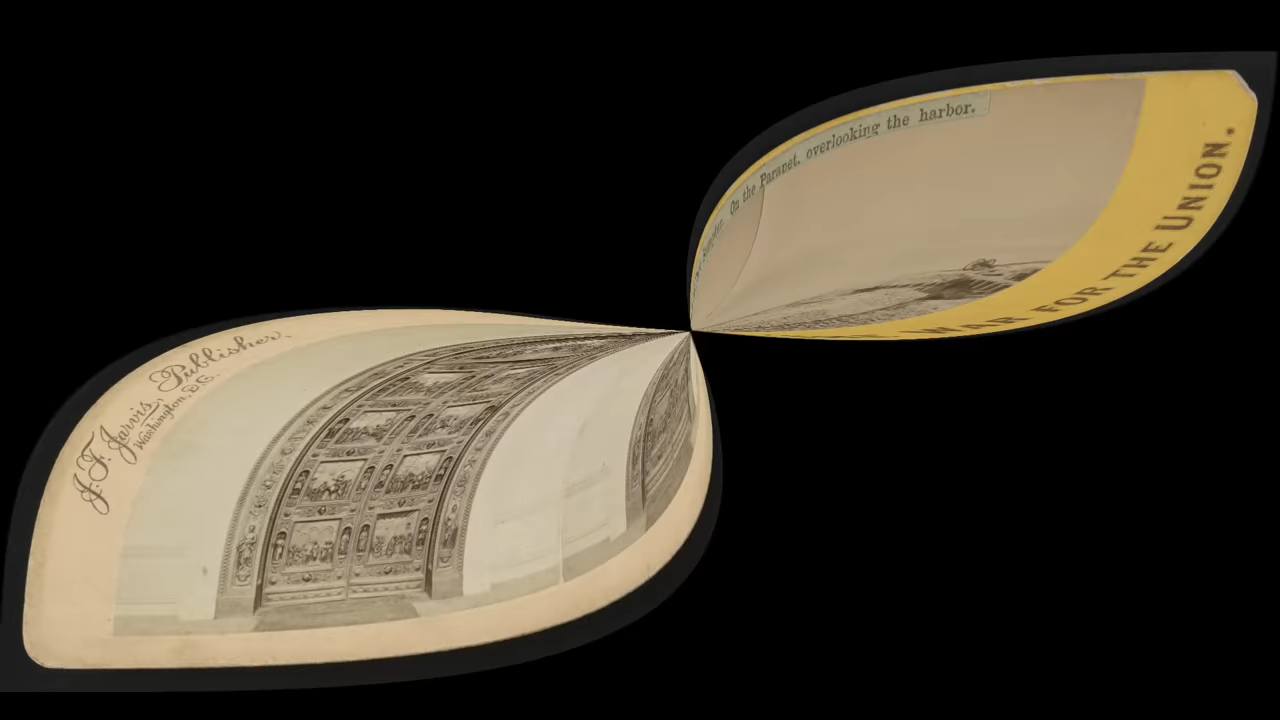 J. F. Jarvis, Publisher.
Washington, D.C.
On the Parapet, overlooking the harbor.
WAR FOR THE UNION.